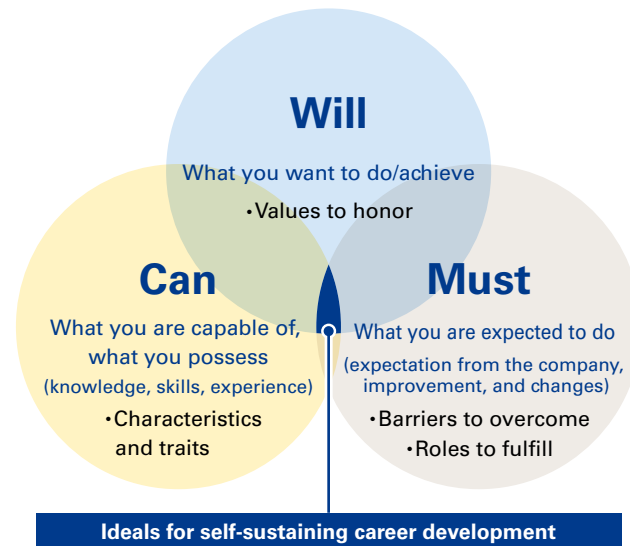 Will
What you want to do/achieve
・Values to honor
Can
What you are capable of,
what you possess
(knowledge, skills, experience)
・Characteristics
and traits
Must
What you are expected to do
(expectation from the company,
improvement, and changes)
・Barriers to overcome
・Roles to fulfill
Ideals for self-sustaining career development